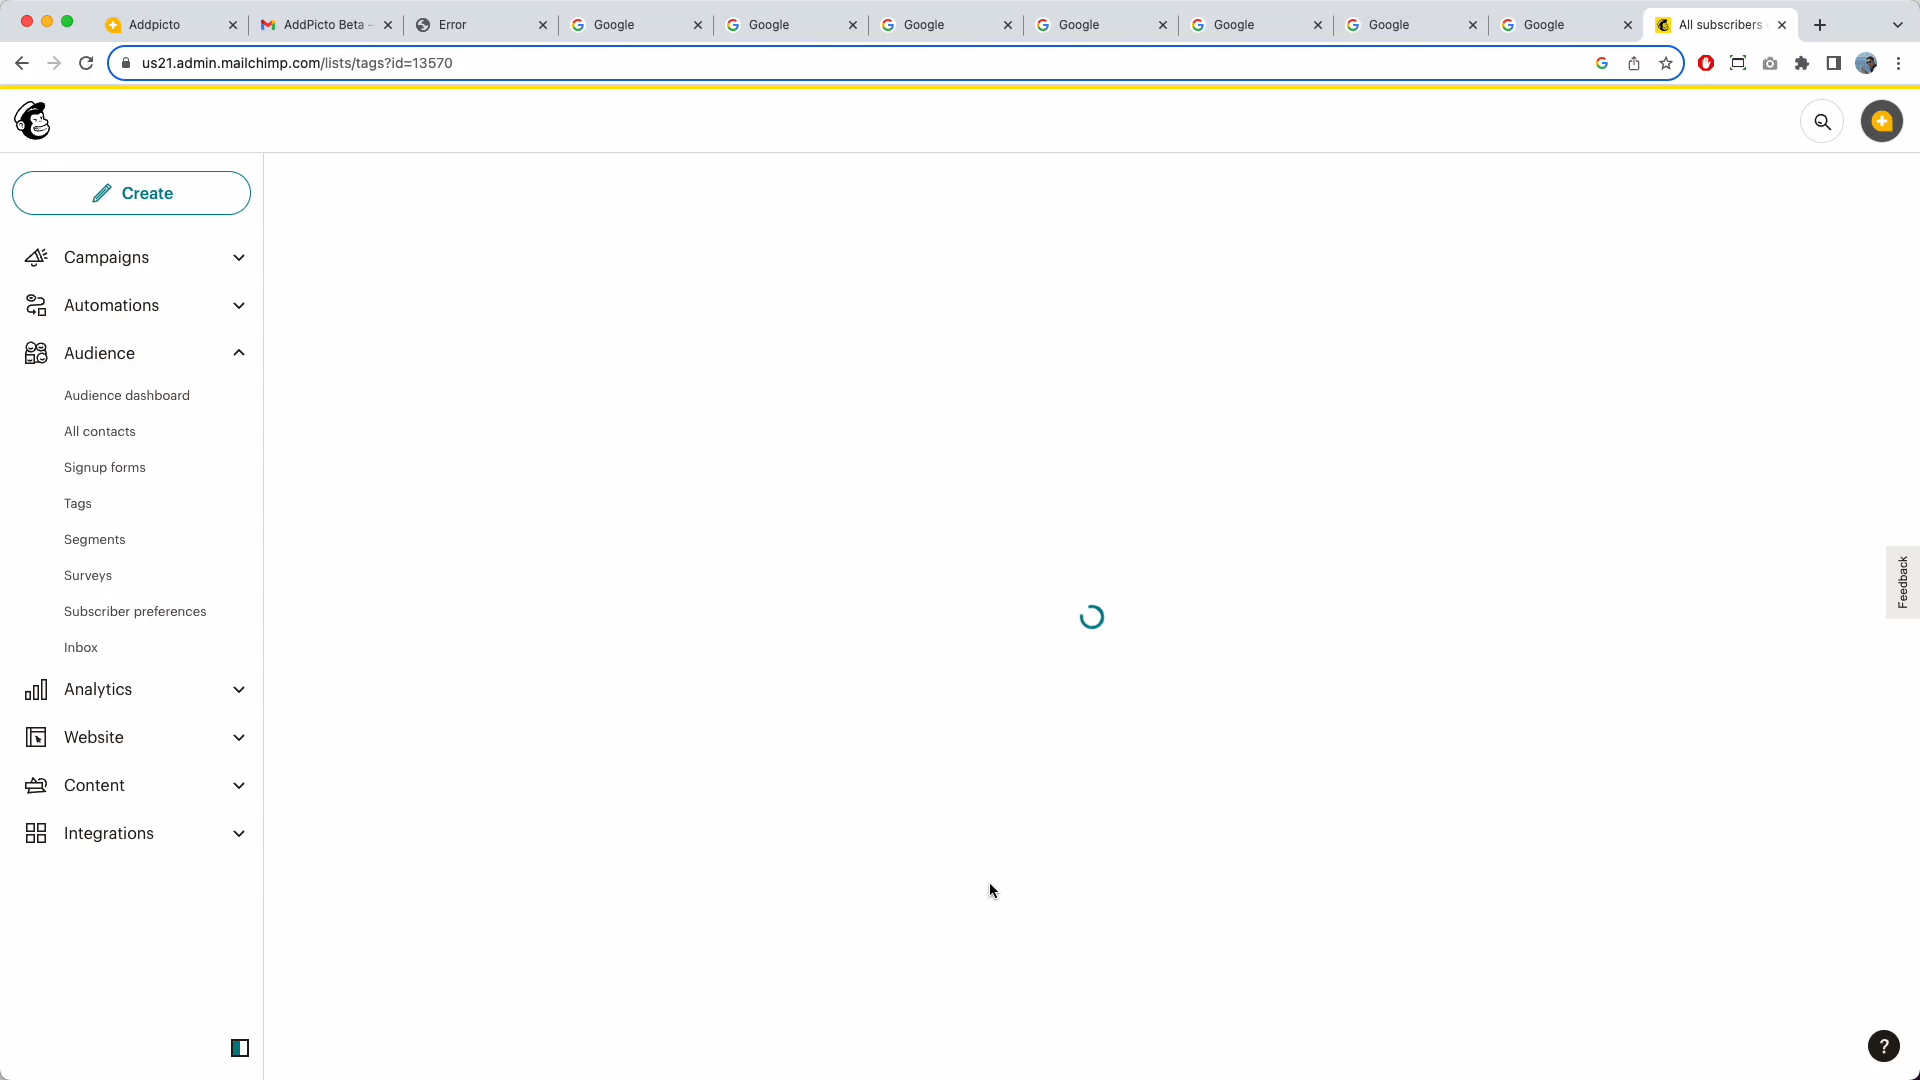 Addpicto
AddPicto Beta
Error
Google
Google
Google
Google
Google
Google
Google
All subscribers
us21.admin.mailchimp.com/lists/tags?id=13570
Create
Campaigns
Automations
Audience
Audience dashboard
All contacts
Signup forms
Tags
Segments
Surveys
Subscriber preferences
Inbox
Analytics
Website
Content
Integrations
Feedback
?